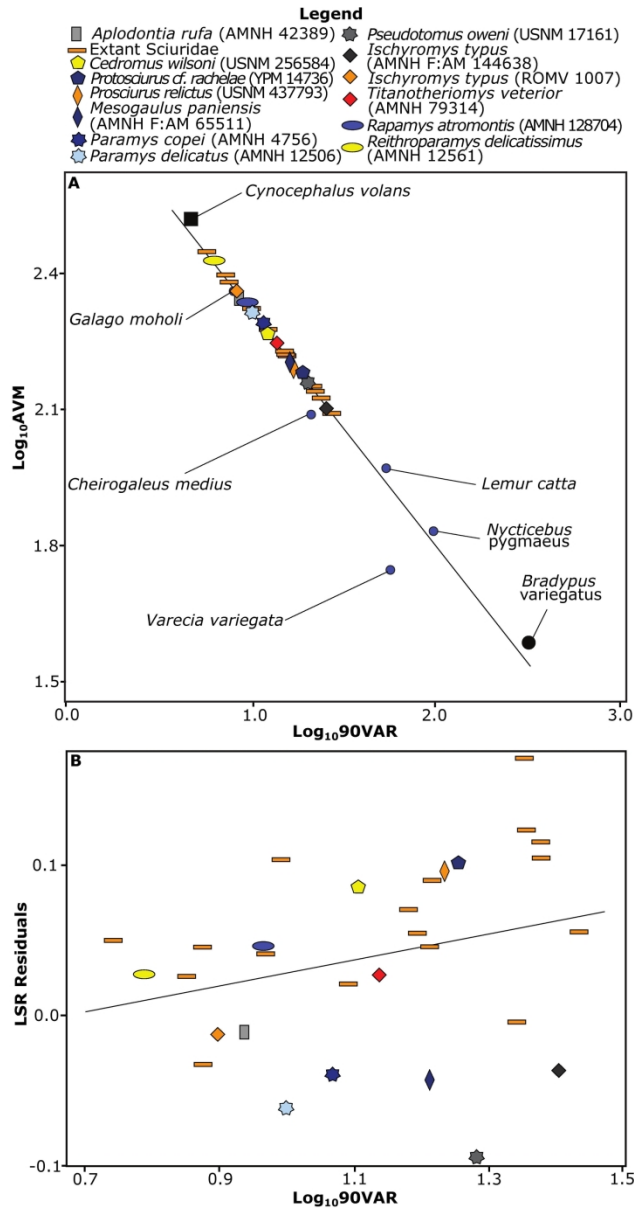 Legend
Aplodontia rufa (AMNH 42389)
Extant Sciuridae
Cedromus wilsoni (USNM 256584)
Protosciurus cf. rachelae (YPM 14736)
Prosciurus relictus (USNM 437793)
Mesogaulus paniensis
(AMNH F:AM 65511)
Paramys copei (AMNH 4756)
Paramys delicatus (AMNH 12506)
Pseudotomus oweni (USNM 17161)
Ischyromys typus
(AMNH F:AM 144638)
Ischyromys typus (ROMV 1007)
Titanotheriomys veterior
(AMNH 79314)
Rapamys atromontis (AMNH 128704)
Reithroparamys delicatissimus
(AMNH 12561)
A
Cynocephalus volans
2.4
Galago moholi
Log10AVM
2.1
Cheirogaleus medius
Lemur catta
Nycticebus
pygmaeus
1.8
Bradypus
variegatus
Varecia variegata
1.5
0.0 1.0 2.0 3.0
Log1090VAR
B
0.1
LSR Residuals
0.0
-0.1
0.7 0.9 1.1 1.3 1.5
Log1090VAR